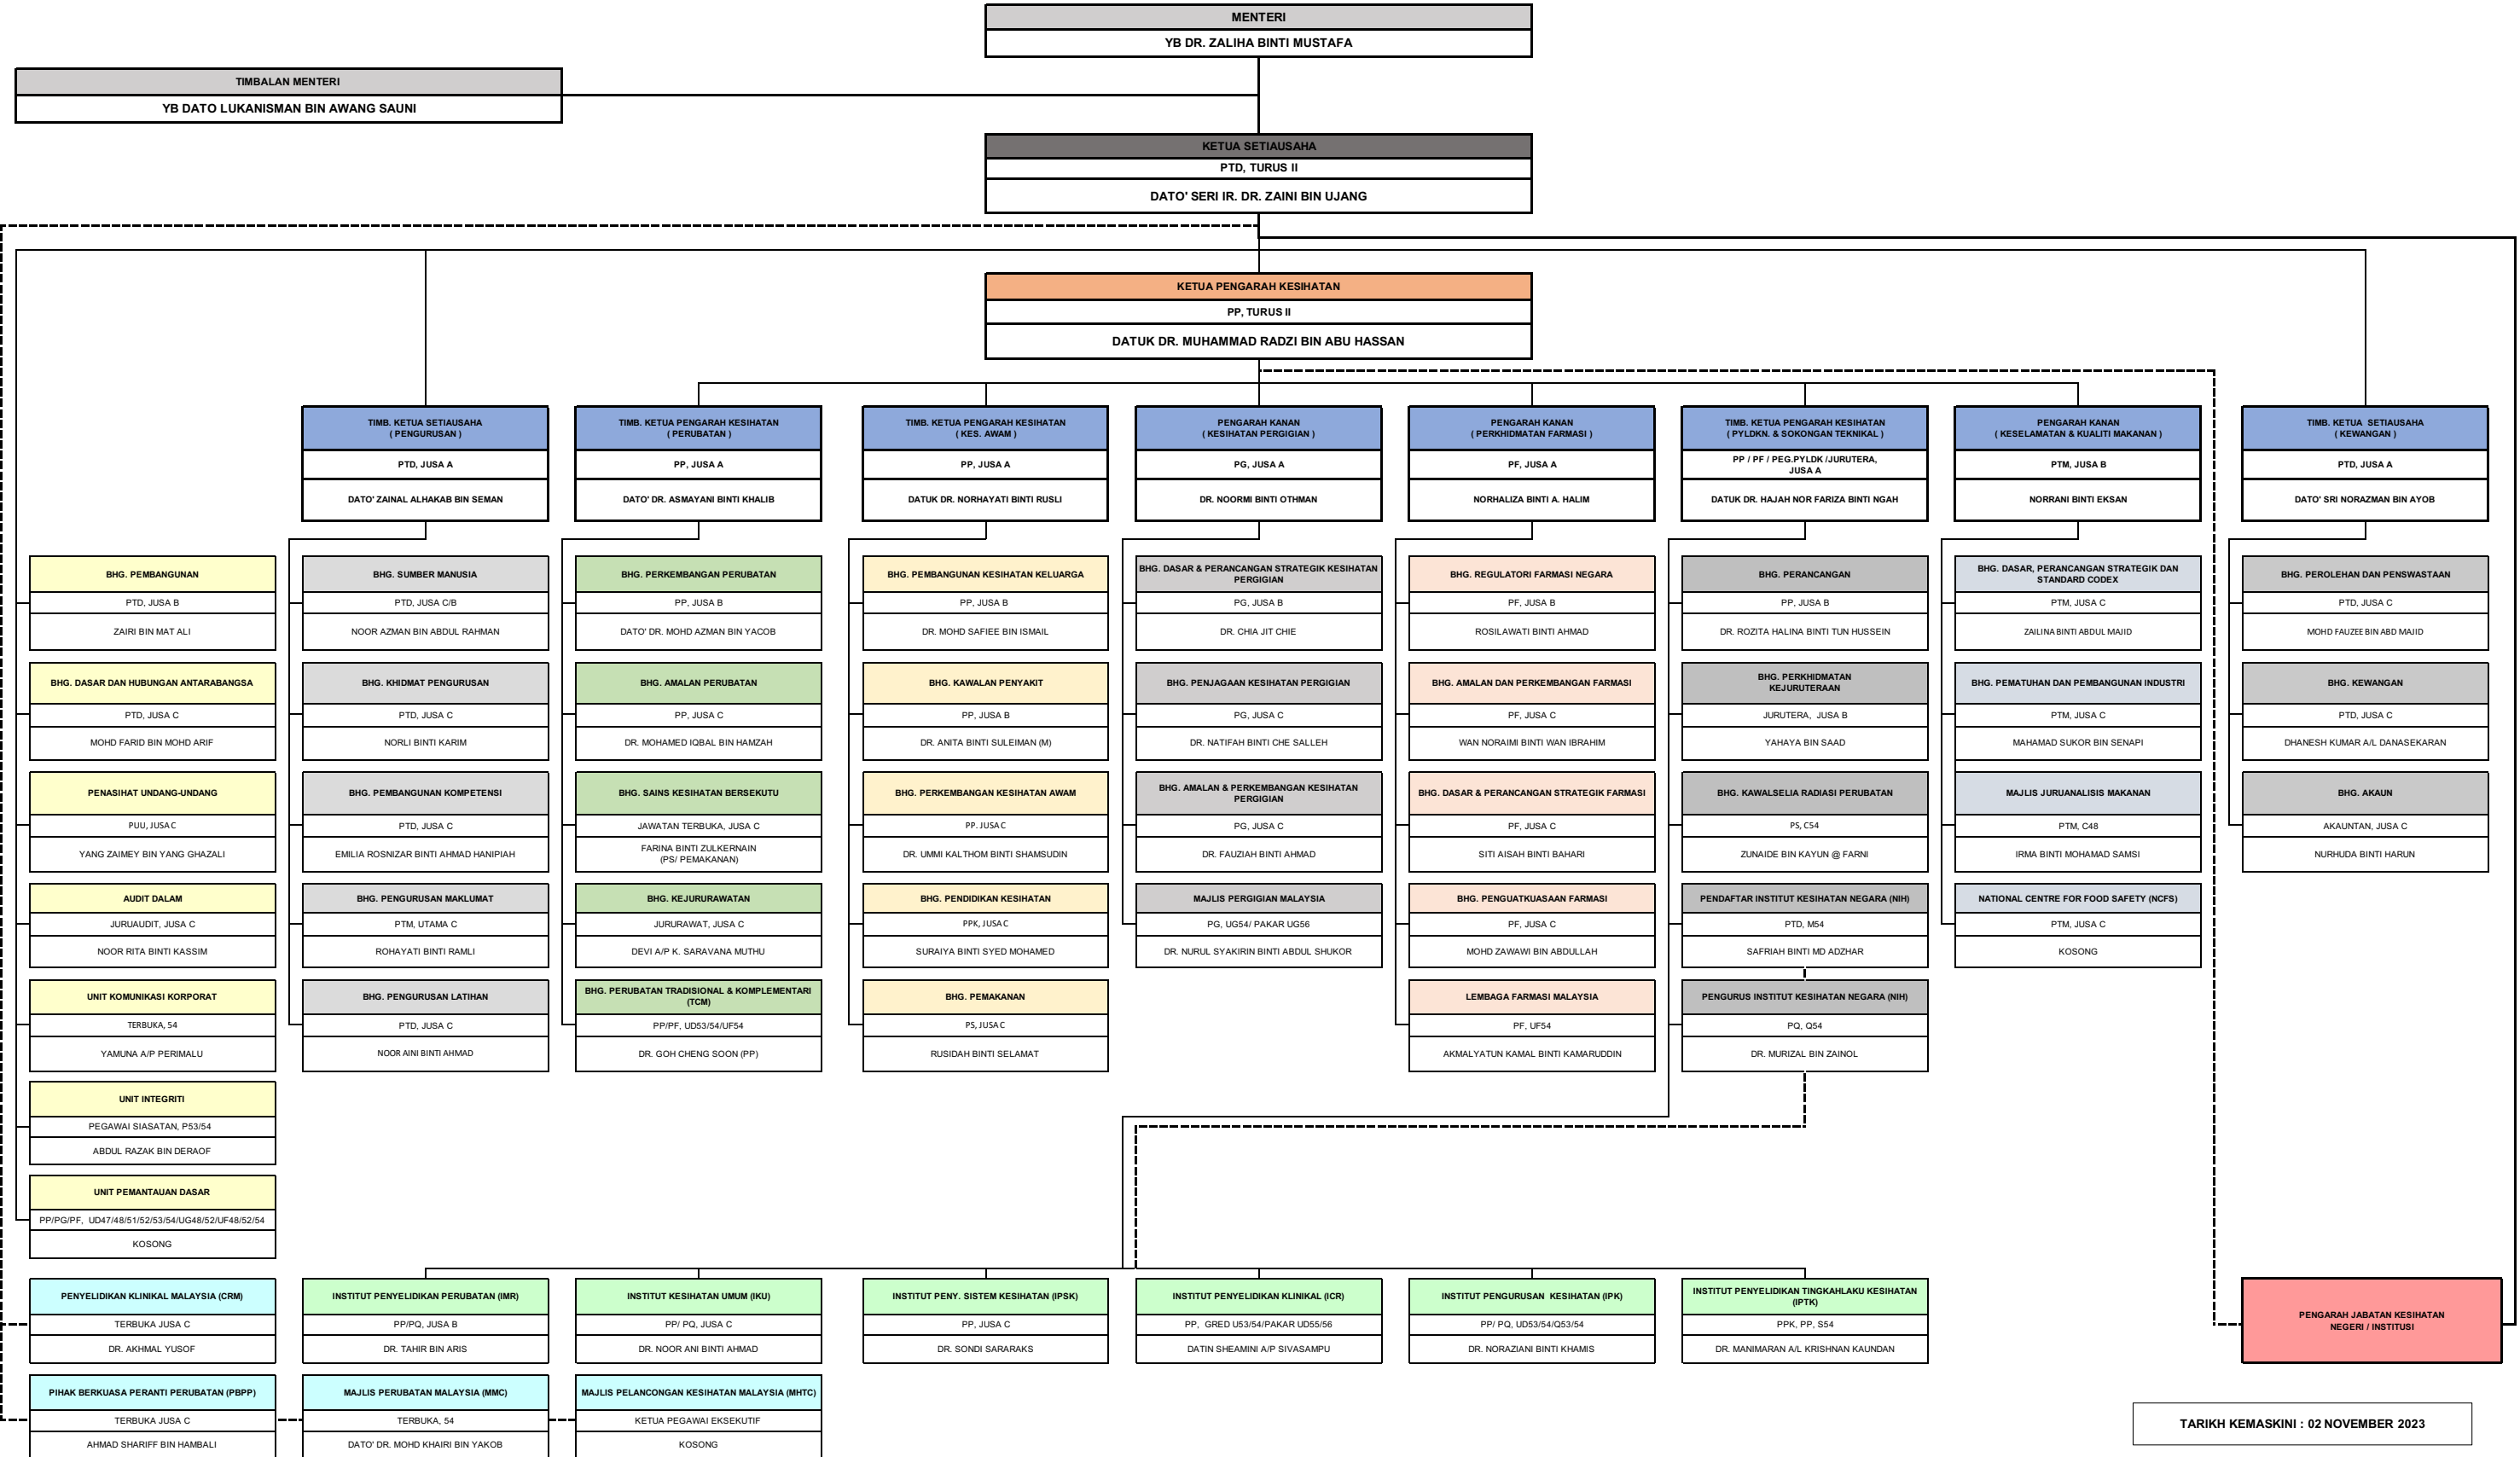 MENTERI
YB DR. ZALIHA BINTI MUSTAFA
TIMBALAN MENTERI
YB DATO LUKANISMAN BIN AWANG SAUNI
KETUA SETIAUSAHA
PTD, TURUS II
DATO' SERI IR. DR. ZAINI BIN UJANG
KETUA PENGARAH KESIHATAN
PP, TURUS II
DATUK DR. MUHAMMAD RADZI BIN ABU HASSAN
TIMB. KETUA SETIAUSAHA
( PENGURUSAN )
PTD, JUSA A
DATO' ZAINAL ALHAKAB BIN SEMAN
TIMB. KETUA PENGARAH KESIHATAN
( PERUBATAN )
PP, JUSA A
DATO' DR. ASMAYANI BINTI KHALIB
TIMB. KETUA PENGARAH KESIHATAN
( KES. AWAM )
PP, JUSA A
DATUK DR. NORHAYATI BINTI RUSLI
PENGARAH KANAN
( KESIHATAN PERGIGIAN )
PG, JUSA A
DR. NOORMI BINTI OTHMAN
PENGARAH KANAN
( PERKHIDMATAN FARMASI )
PF, JUSA A
NORHALIZA BINTI A. HALIM
TIMB. KETUA PENGARAH KESIHATAN
( PYLDKN. & SOKONGAN TEKNIKAL )
PP / PF / PEG.PYLDK /JURUTERA,
JUSA A
DATUK DR. HAJAH NOR FARIZA BINTI NGAH
PENGARAH KANAN
( KESELAMATAN & KUALITI MAKANAN )
PTM, JUSA B
NORRANI BINTI EKSAN
TIMB. KETUA SETIAUSAHA
( KEWANGAN )
PTD, JUSA A
DATO' SRI NORAZMAN BIN AYOB
BHG. PEMBANGUNAN
PTD, JUSA B
ZAIRI BIN MAT ALI
BHG. DASAR DAN HUBUNGAN ANTARABANGSA
PTD, JUSA C
MOHD FARID BIN MOHD ARIF
PENASIHAT UNDANG-UNDANG
PUU, JUSA C
YANG ZAIMEY BIN YANG GHAZALI
AUDIT DALAM
JURUAUDIT, JUSA C
NOOR RITA BINTI KASSIM
UNIT KOMUNIKASI KORPORAT
TERBUKA, 54
YAMUNA A/P PERIMALU
UNIT INTEGRITI
PEGAWAI SIASATAN, P53/54
ABDUL RAZAK BIN DERAOF
UNIT PEMANTAUAN DASAR
PP/PG/PF, UD47/48/51/52/53/54/UG48/52/UF48/52/54
KOSONG
BHG. SUMBER MANUSIA
PTD, JUSA C/B
NOOR AZMAN BIN ABDUL RAHMAN
BHG. KHIDMAT PENGURUSAN
PTD, JUSA C
NORLI BINTI KARIM
BHG. PEMBANGUNAN KOMPETENSI
PTD, JUSA C
EMILIA ROSNIZAR BINTI AHMAD HANIPIAH
BHG. PENGURUSAN MAKLUMAT
PTM, UTAMA C
ROHAYATI BINTI RAMLI
BHG. PENGURUSAN LATIHAN
PTD, JUSA C
NOOR AINI BINTI AHMAD
BHG. PERKEMBANGAN PERUBATAN
PP, JUSA B
DATO' DR. MOHD AZMAN BIN YACOB
BHG. AMALAN PERUBATAN
PP, JUSA C
DR. MOHAMED IQBAL BIN HAMZAH
BHG. SAINS KESIHATAN BERSEKUTU
JAWATAN TERBUKA, JUSA C
FARINA BINTI ZULKERNAIN
(PS/ PEMAKANAN)
BHG. KEJURURAWATAN
JURURAWAT, JUSA C
DEVI A/P K. SARAVANA MUTHU
BHG. PERUBATAN TRADISIONAL & KOMPLEMENTARI
(TCM)
PP/PF, UD53/54/UF54
DR. GOH CHENG SOON (PP)
BHG. PEMBANGUNAN KESIHATAN KELUARGA
PP, JUSA B
DR. MOHD SAFIEE BIN ISMAIL
BHG. KAWALAN PENYAKIT
PP, JUSA B
DR. ANITA BINTI SULEIMAN (M)
BHG. PERKEMBANGAN KESIHATAN AWAM
PP. JUSA C
DR. UMMI KALTHOM BINTI SHAMSUDIN
BHG. PENDIDIKAN KESIHATAN
PPK, JUSA C
SURAIYA BINTI SYED MOHAMED
BHG. PEMAKANAN
PS, JUSA C
RUSIDAH BINTI SELAMAT
BHG. DASAR & PERANCANGAN STRATEGIK KESIHATAN
PERGIGIAN
PG, JUSA B
DR. CHIA JIT CHIE
BHG. PENJAGAAN KESIHATAN PERGIGIAN
PG, JUSA C
DR. NATIFAH BINTI CHE SALLEH
BHG. AMALAN & PERKEMBANGAN KESIHATAN
PERGIGIAN
PG, JUSA C
DR. FAUZIAH BINTI AHMAD
MAJLIS PERGIGIAN MALAYSIA
PG, UG54/ PAKAR UG56
DR. NURUL SYAKIRIN BINTI ABDUL SHUKOR
BHG. REGULATORI FARMASI NEGARA
PF, JUSA B
ROSILAWATI BINTI AHMAD
BHG. AMALAN DAN PERKEMBANGAN FARMASI
PF, JUSA C
WAN NORAIMI BINTI WAN IBRAHIM
BHG. DASAR & PERANCANGAN STRATEGIK FARMASI
PF, JUSA C
SITI AISAH BINTI BAHARI
BHG. PENGUATKUASAAN FARMASI
PF, JUSA C
MOHD ZAWAWI BIN ABDULLAH
LEMBAGA FARMASI MALAYSIA
PF, UF54
AKMALYATUN KAMAL BINTI KAMARUDDIN
BHG. PERANCANGAN
PP, JUSA B
DR. ROZITA HALINA BINTI TUN HUSSEIN
BHG. PERKHIDMATAN
KEJURUTERAAN
JURUTERA, JUSA B
YAHAYA BIN SAAD
BHG. KAWALSELIA RADIASI PERUBATAN
PS, C54
ZUNAIDE BIN KAYUN @ FARNI
PENDAFTAR INSTITUT KESIHATAN NEGARA (NIH)
PTD, M54
SAFRIAH BINTI MD ADZHAR
PENGURUS INSTITUT KESIHATAN NEGARA (NIH)
PQ, Q54
DR. MURIZAL BIN ZAINOL
BHG. DASAR, PERANCANGAN STRATEGIK DAN
STANDARD CODEX
PTM, JUSA C
ZAILINA BINTI ABDUL MAJID
BHG. PEMATUHAN DAN PEMBANGUNAN INDUSTRI
PTM, JUSA C
MAHAMAD SUKOR BIN SENAPI
MAJLIS JURUANALISIS MAKANAN
PTM, C48
IRMA BINTI MOHAMAD SAMSI
NATIONAL CENTRE FOR FOOD SAFETY (NCFS)
PTM, JUSA C
KOSONG
BHG. PEROLEHAN DAN PENSWASTAAN
PTD, JUSA C
MOHD FAUZEE BIN ABD MAJID
BHG. KEWANGAN
PTD, JUSA C
DHANESH KUMAR A/L DANASEKARAN
BHG. AKAUN
AKAUNTAN, JUSA C
NURHUDA BINTI HARUN
PENYELIDIKAN KLINIKAL MALAYSIA (CRM)
TERBUKA JUSA C
DR. AKHMAL YUSOF
INSTITUT PENYELIDIKAN PERUBATAN (IMR)
PP/PQ, JUSA B
DR. TAHIR BIN ARIS
INSTITUT KESIHATAN UMUM (IKU)
PP/ PQ, JUSA C
DR. NOOR ANI BINTI AHMAD
INSTITUT PENY. SISTEM KESIHATAN (IPSK)
PP, JUSA C
DR. SONDI SARARAKS
INSTITUT PENYELIDIKAN KLINIKAL (ICR)
PP, GRED U53/54/PAKAR UD55/56
DATIN SHEAMINI A/P SIVASAMPU
INSTITUT PENGURUSAN KESIHATAN (IPK)
PP/ PQ, UD53/54/Q53/54
DR. NORAZIANI BINTI KHAMIS
INSTITUT PENYELIDIKAN TINGKAHLAKU KESIHATAN
(IPTK)
PPK, PP, S54
DR. MANIMARAN A/L KRISHNAN KAUNDAN
PENGARAH JABATAN KESIHATAN
NEGERI / INSTITUSI
PIHAK BERKUASA PERANTI PERUBATAN (PBPP)
TERBUKA JUSA C
AHMAD SHARIFF BIN HAMBALI
MAJLIS PERUBATAN MALAYSIA (MMC)
TERBUKA, 54
DATO' DR. MOHD KHAIRI BIN YAKOB
MAJLIS PELANCONGAN KESIHATAN MALAYSIA (MHTC)
KETUA PEGAWAI EKSEKUTIF
KOSONG
TARIKH KEMASKINI : 02 NOVEMBER 2023